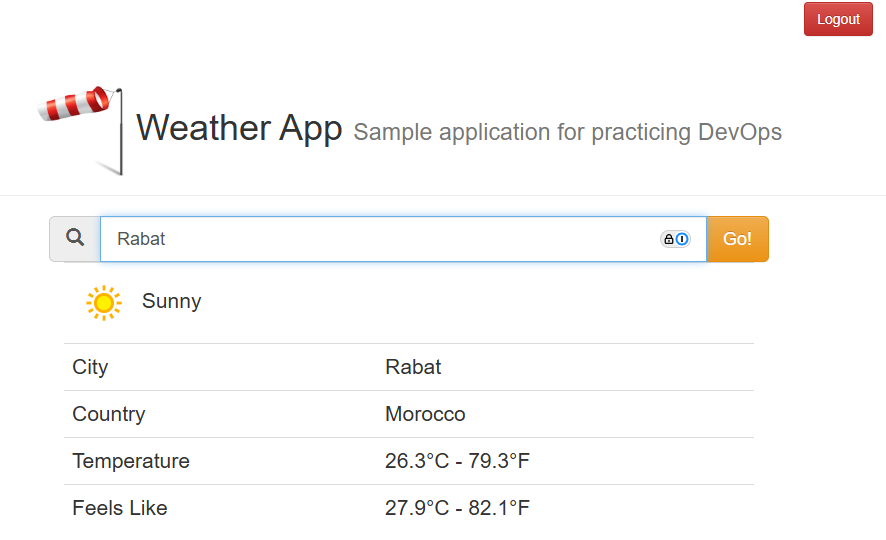 Logout
Weather App Sample application for practicing DevOps
Rabat Go!
Sunny
City Rabat
Country Morocco
Temperature 26.3°C - 79.3°F
Feels Like 27.9°C - 82.1°F